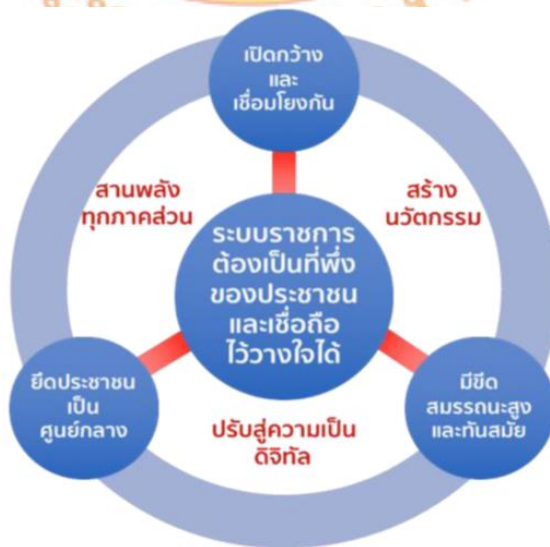 เปิดกว้าง
และ
เชื่อมโยงกัน
สานพลัง
ทุกภาคส่วน
สร้าง
นวัตกรรม
ระบบราชการ
ต้องเป็นที่พึ่ง
ของประชาชน
และเชื่อถือ
ไว้วางใจได้
ยึดประชาชน
เป็น
ศูนย์กลาง
มีขีด
สมรรถนะสูง
และทันสมัย
ปรับสู่ความเป็น
ดิจิทัล